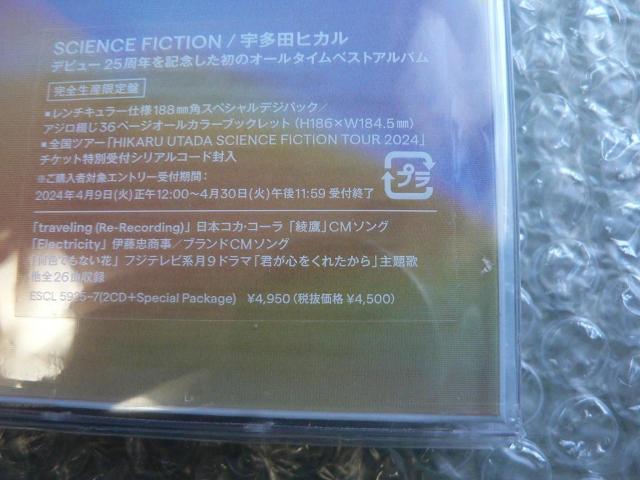 SCIENCE FICTION / 宇多田ヒカル
デビュー25周年を記念した初のオールタイムベストアルバム
完全生産限定盤
■レンチキュラー仕様188mm角スペシャルデジパック/
アジロ綴じ36ページオールカラーブックレット (H186×W184.5mm)
■全国ツアー「HIKARU UTADA SCIENCE FICTION TOUR 2024」
チケット特別受付シリアルコード封入
※ご購入者対象エントリー受付期間:
2024年4月9日(火)正午12:00~4月30日(火)午後11:59 受付終了
プラ
「traveling (Re-Recording)」日本コカ・コーラ「綾鷹」CMソング
「Electricity」伊藤忠商事/ブランドCMソング
「何色でもない花」フジテレビ系月9ドラマ「君が心をくれたから」主題歌
他全26曲収録
ESCL 5925-7(2CD+Special Package) ¥4,950 (税抜価格 ¥4,500)